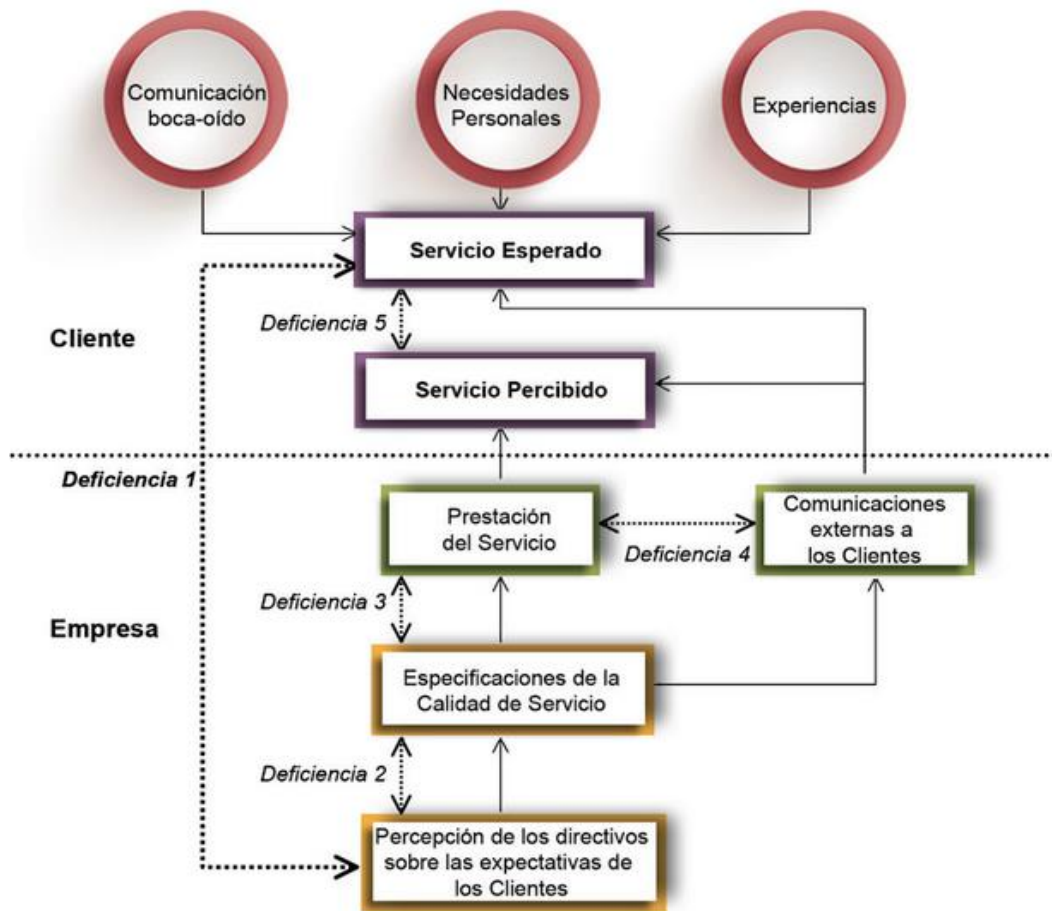 Comunicación
boca-oído
Necesidades
Personales
Experiencias
Servicio Esperado
Deficiencia 5
Cliente
Servicio Percibido
Deficiencia 1
Prestación
del Servicio
Comunicaciones
externas a
los Clientes
Deficiencia 4
Deficiencia 3
Empresa
Especificaciones de la
Calidad de Servicio
Deficiencia 2
Percepción de los directivos
sobre las expectativas de
los Clientes